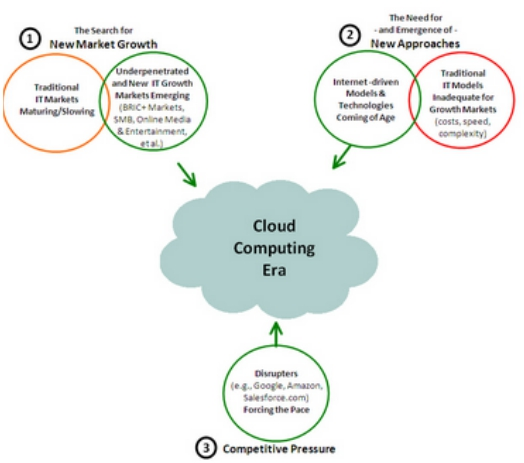 1
The Search for
New Market Growth
Traditional
IT Markets
Maturing/Slowing
Underpenetrated
and New IT Growth
Markets Emerging
(BRIC+ Markets,
SMB, Online Media
& Entertainment,
et al.)
2
The Need for
- and Emergence of -
New Approaches
Internet-driven
Models &
Technologies
Coming of Age
Traditional
IT Models
Inadequate for
Growth Markets
(costs, speed,
complexity)
Cloud
Computing
Era
Disrupters
(e.g., Google, Amazon,
Salesforce.com)
Forcing the Pace
3 Competitive Pressure